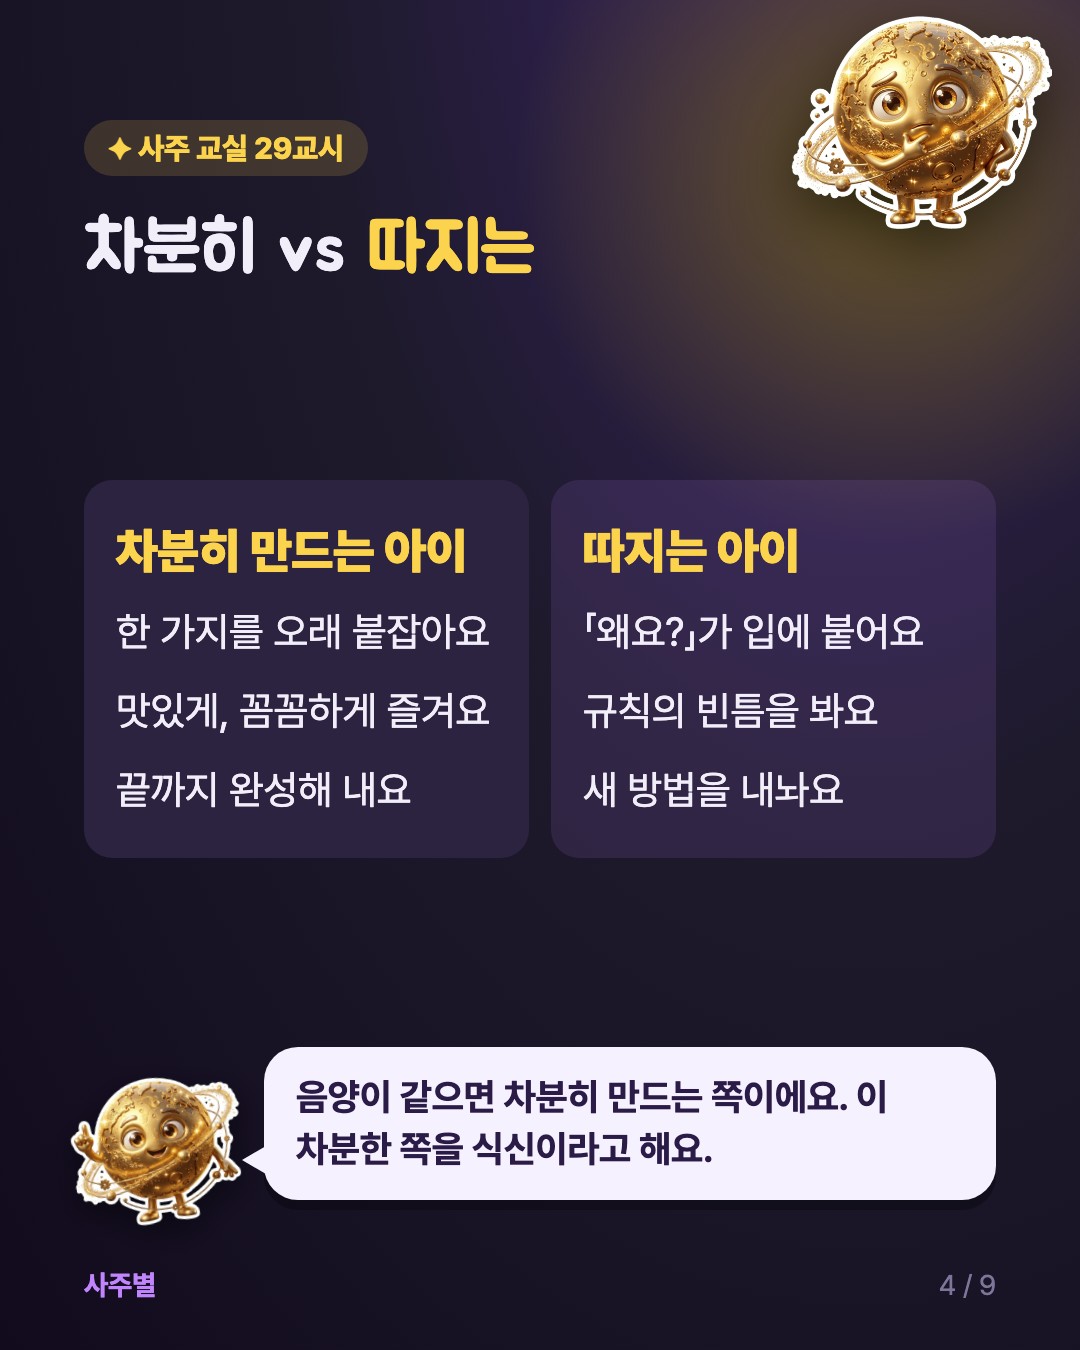 ✦ 사주 교실 29교시
차분히 vs 따지는
차분히 만드는 아이
한 가지를 오래 붙잡아요
맛있게, 꼼꼼하게 즐겨요
끝까지 완성해 내요
따지는 아이
「왜요?」가 입에 붙어요
규칙의 빈틈을 봐요
새 방법을 내놔요
음양이 같으면 차분히 만드는 쪽이에요. 이
차분한 쪽을 식신이라고 해요.
사주별
4 / 9